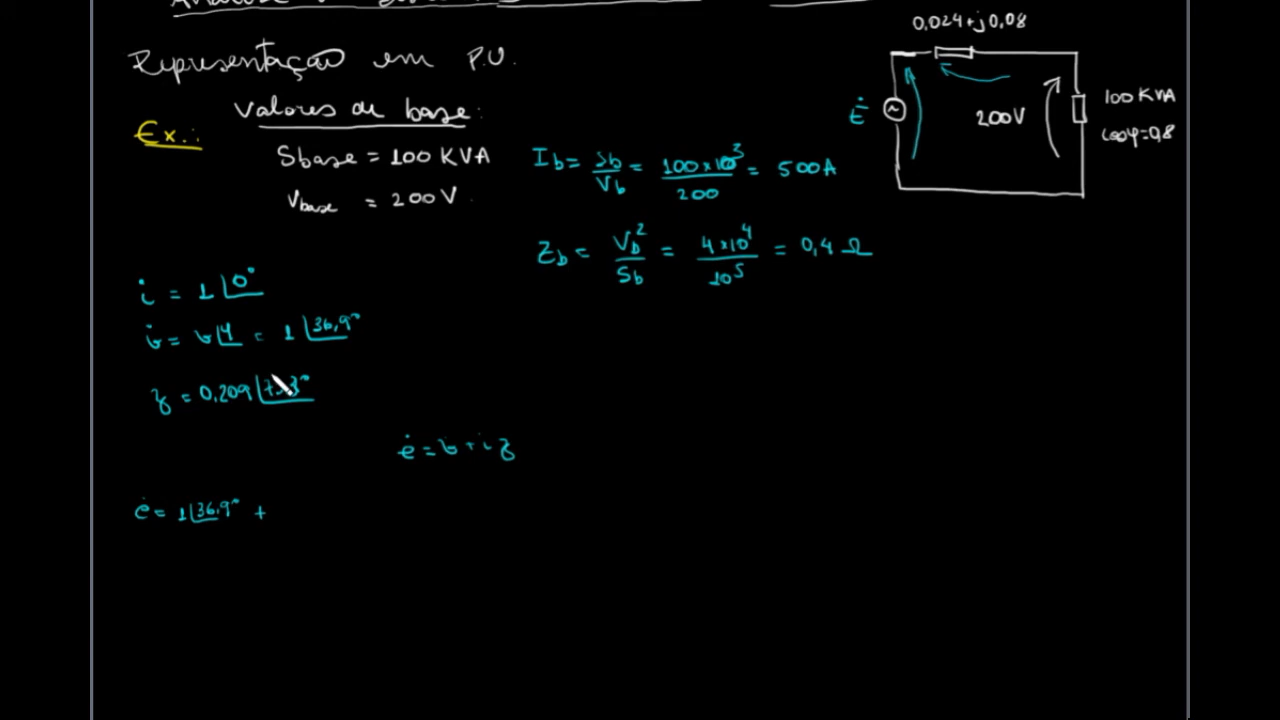 Representação em P.U.
Valores de base:
Ex.:
Sbase = 100 KVA
Vbase = 200 V
Ib = Sb/Vb = 100×10³/200 = 500A
Zb = Vb²/Sb = 4×10⁴/10⁵ = 0,4 Ω
0,024+j0,08
Ė
200V
100 KVA
cosφ=0,8
i̇ = 1∠0°
v̇ = v∠φ = 1∠36,9°
z = 0,209∠
ė = v̇ + i̇ z
ė = 1∠36,9° +